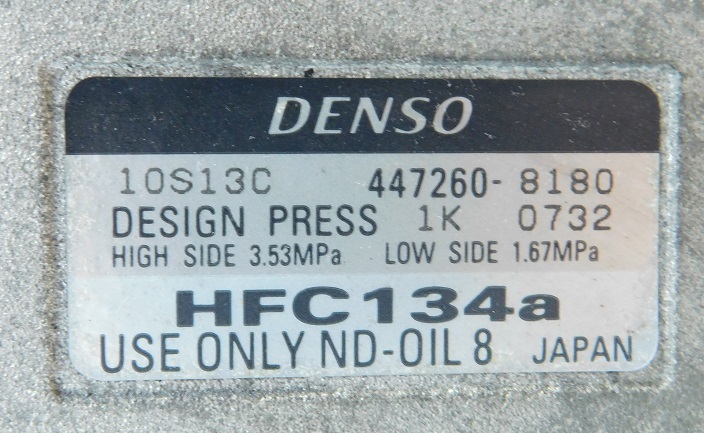 DENSO
10S13C 447260-8180
DESIGN PRESS 1K 0732
HIGH SIDE 3.53MPa LOW SIDE 1.67MPa
HFC134a
USE ONLY ND-OIL 8 JAPAN